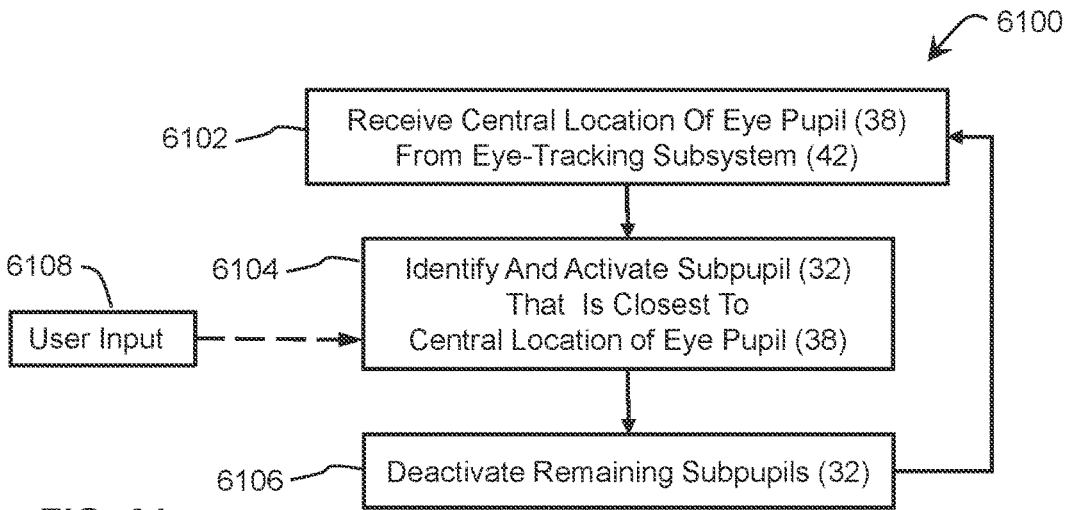 6100
6102
Receive Central Location Of Eye Pupil (38)
From Eye-Tracking Subsystem (42)
6108
6104
Identify And Activate Subpupil (32)
That Is Closest To
Central Location of Eye Pupil (38)
User Input
6106
Deactivate Remaining Subpupils (32)